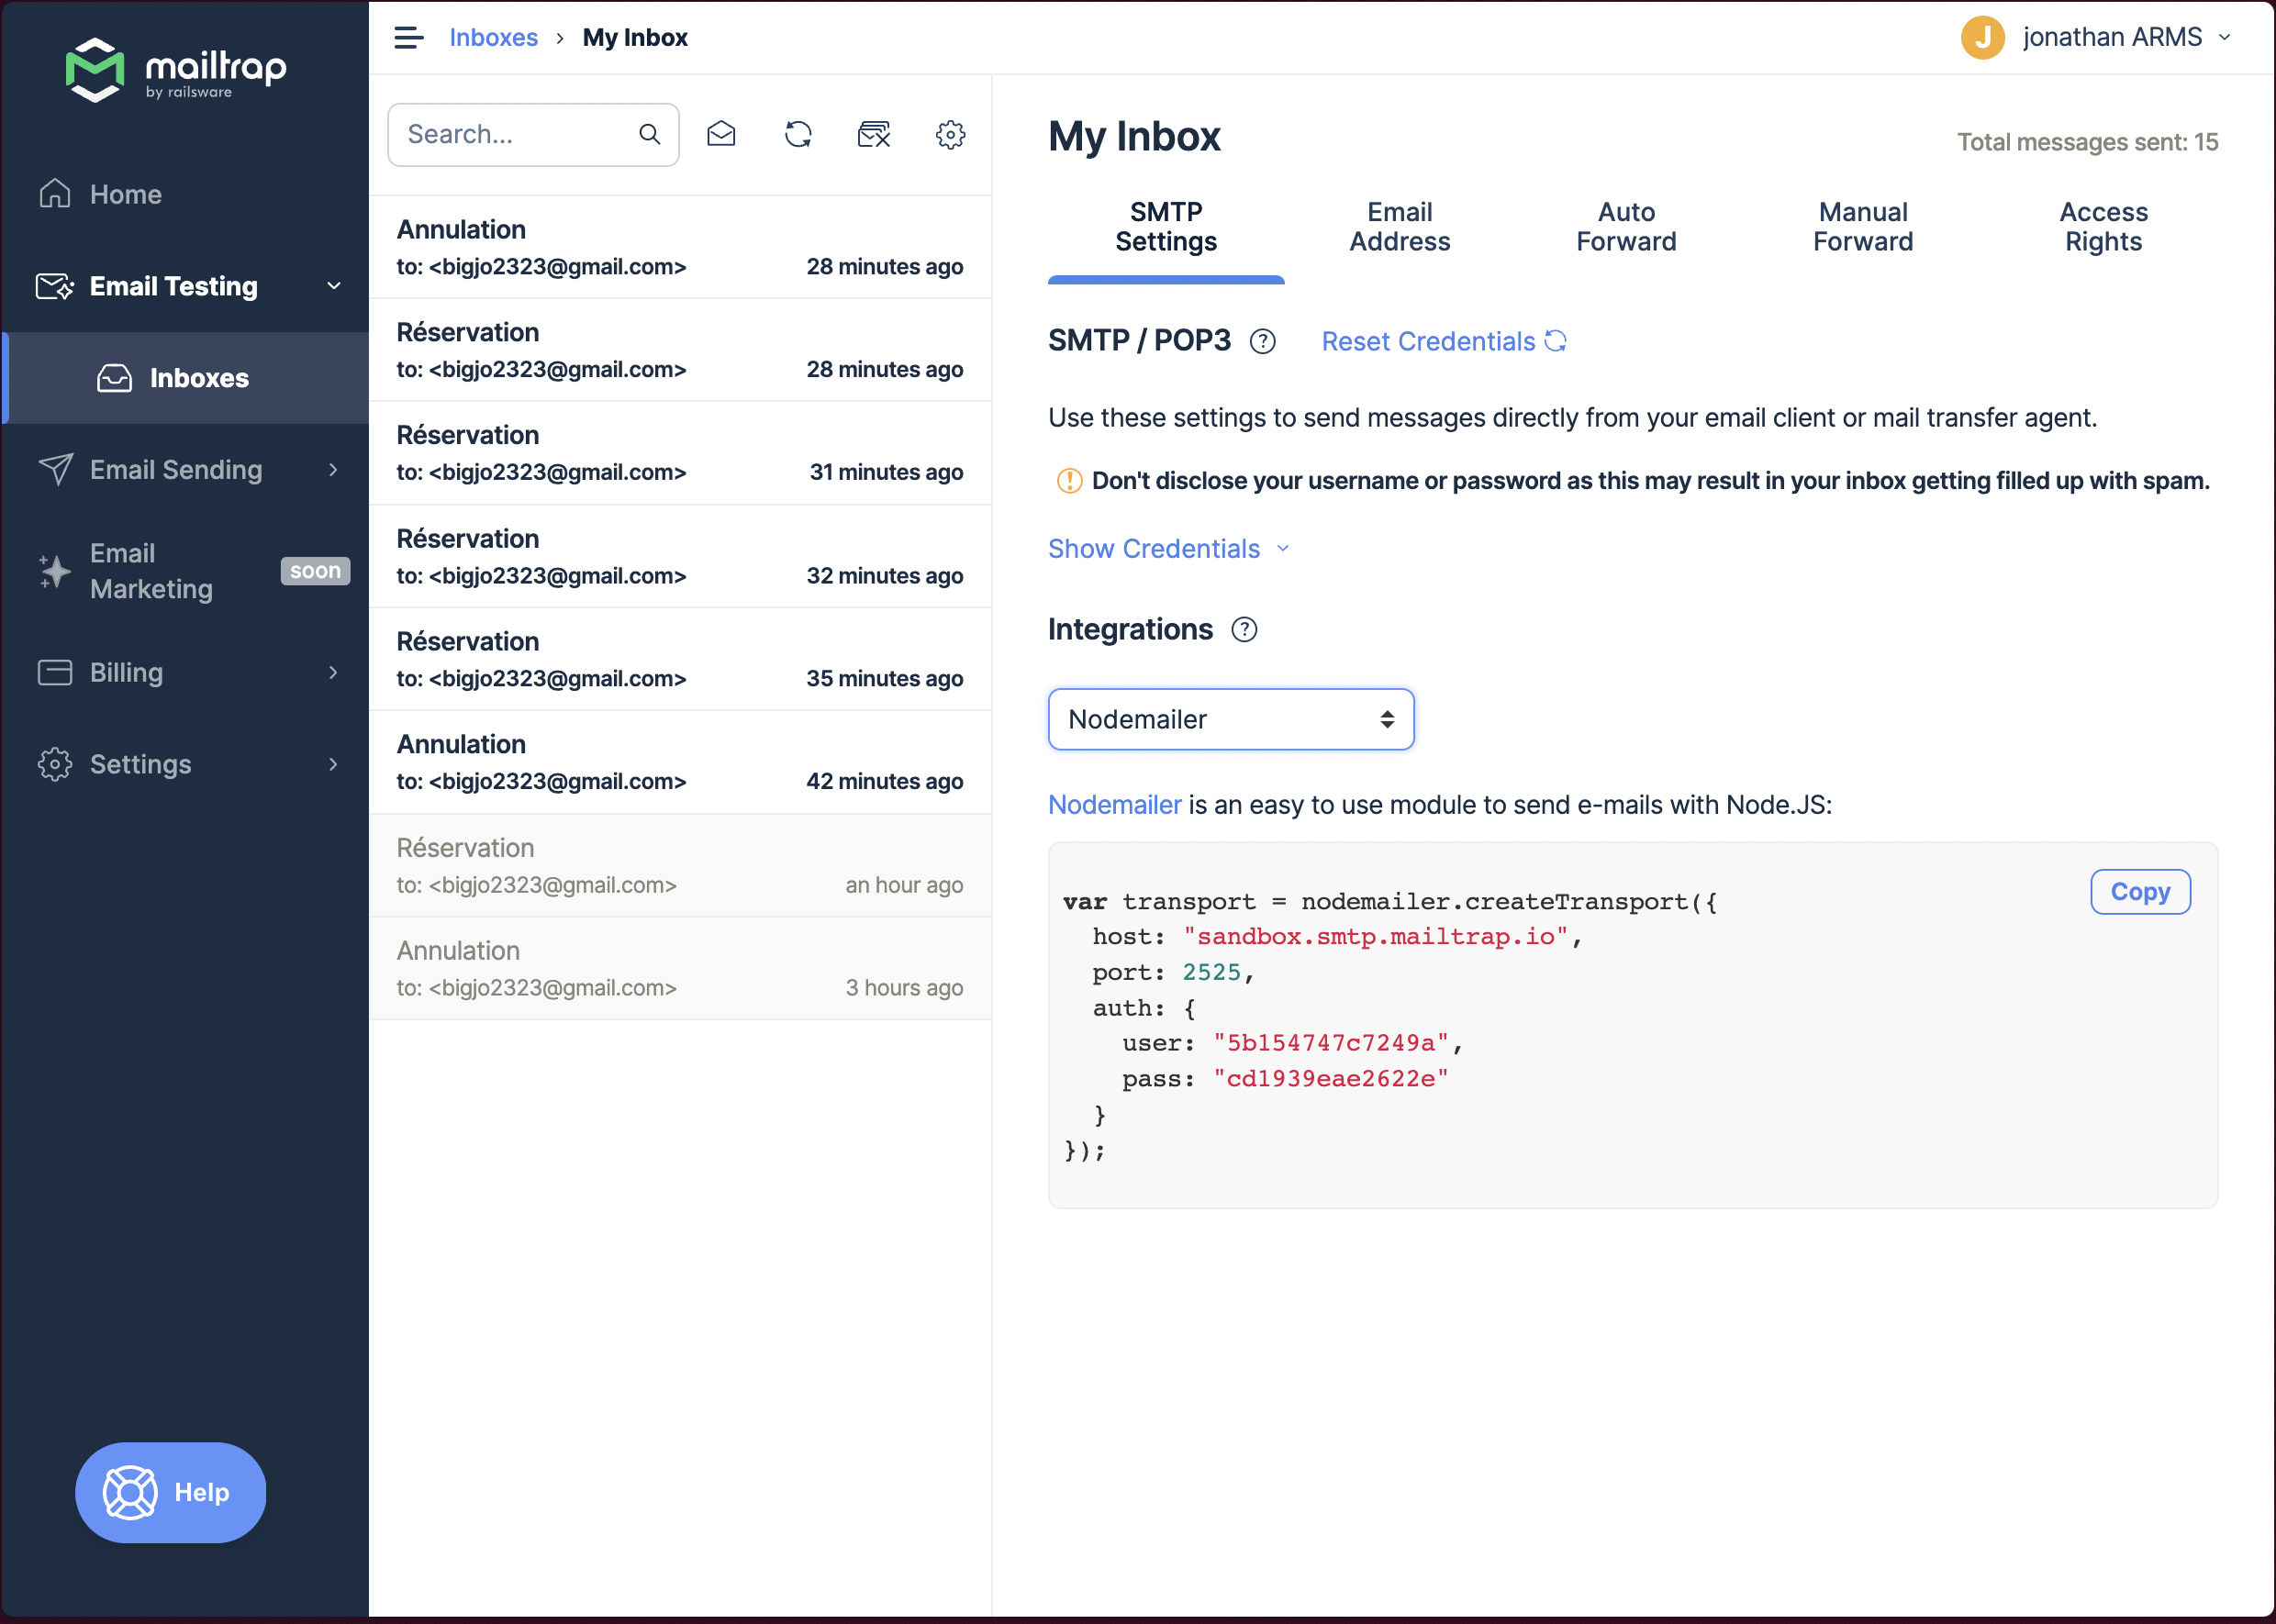 mailtrap
by railsware
Home
Email Testing
Inboxes
Email Sending
Email
Marketing
soon
Billing
Settings
Help
Inboxes › My Inbox
J
jonathan ARMS
Search...
Annulation
to: <bigjo2323@gmail.com> 28 minutes ago
Réservation
to: <bigjo2323@gmail.com> 28 minutes ago
Réservation
to: <bigjo2323@gmail.com> 31 minutes ago
Réservation
to: <bigjo2323@gmail.com> 32 minutes ago
Réservation
to: <bigjo2323@gmail.com> 35 minutes ago
Annulation
to: <bigjo2323@gmail.com> 42 minutes ago
Réservation
to: <bigjo2323@gmail.com> an hour ago
Annulation
to: <bigjo2323@gmail.com> 3 hours ago
My Inbox
Total messages sent: 15
SMTP
Settings
Email
Address
Auto
Forward
Manual
Forward
Access
Rights
SMTP / POP3 ? Reset Credentials
Use these settings to send messages directly from your email client or mail transfer agent.
! Don't disclose your username or password as this may result in your inbox getting filled up with spam.
Show Credentials
Integrations ?
Nodemailer
Nodemailer is an easy to use module to send e-mails with Node.JS:
Copy
var transport = nodemailer.createTransport({
  host: "sandbox.smtp.mailtrap.io",
  port: 2525,
  auth: {
    user: "5b154747c7249a",
    pass: "cd1939eae2622e"
  }
});